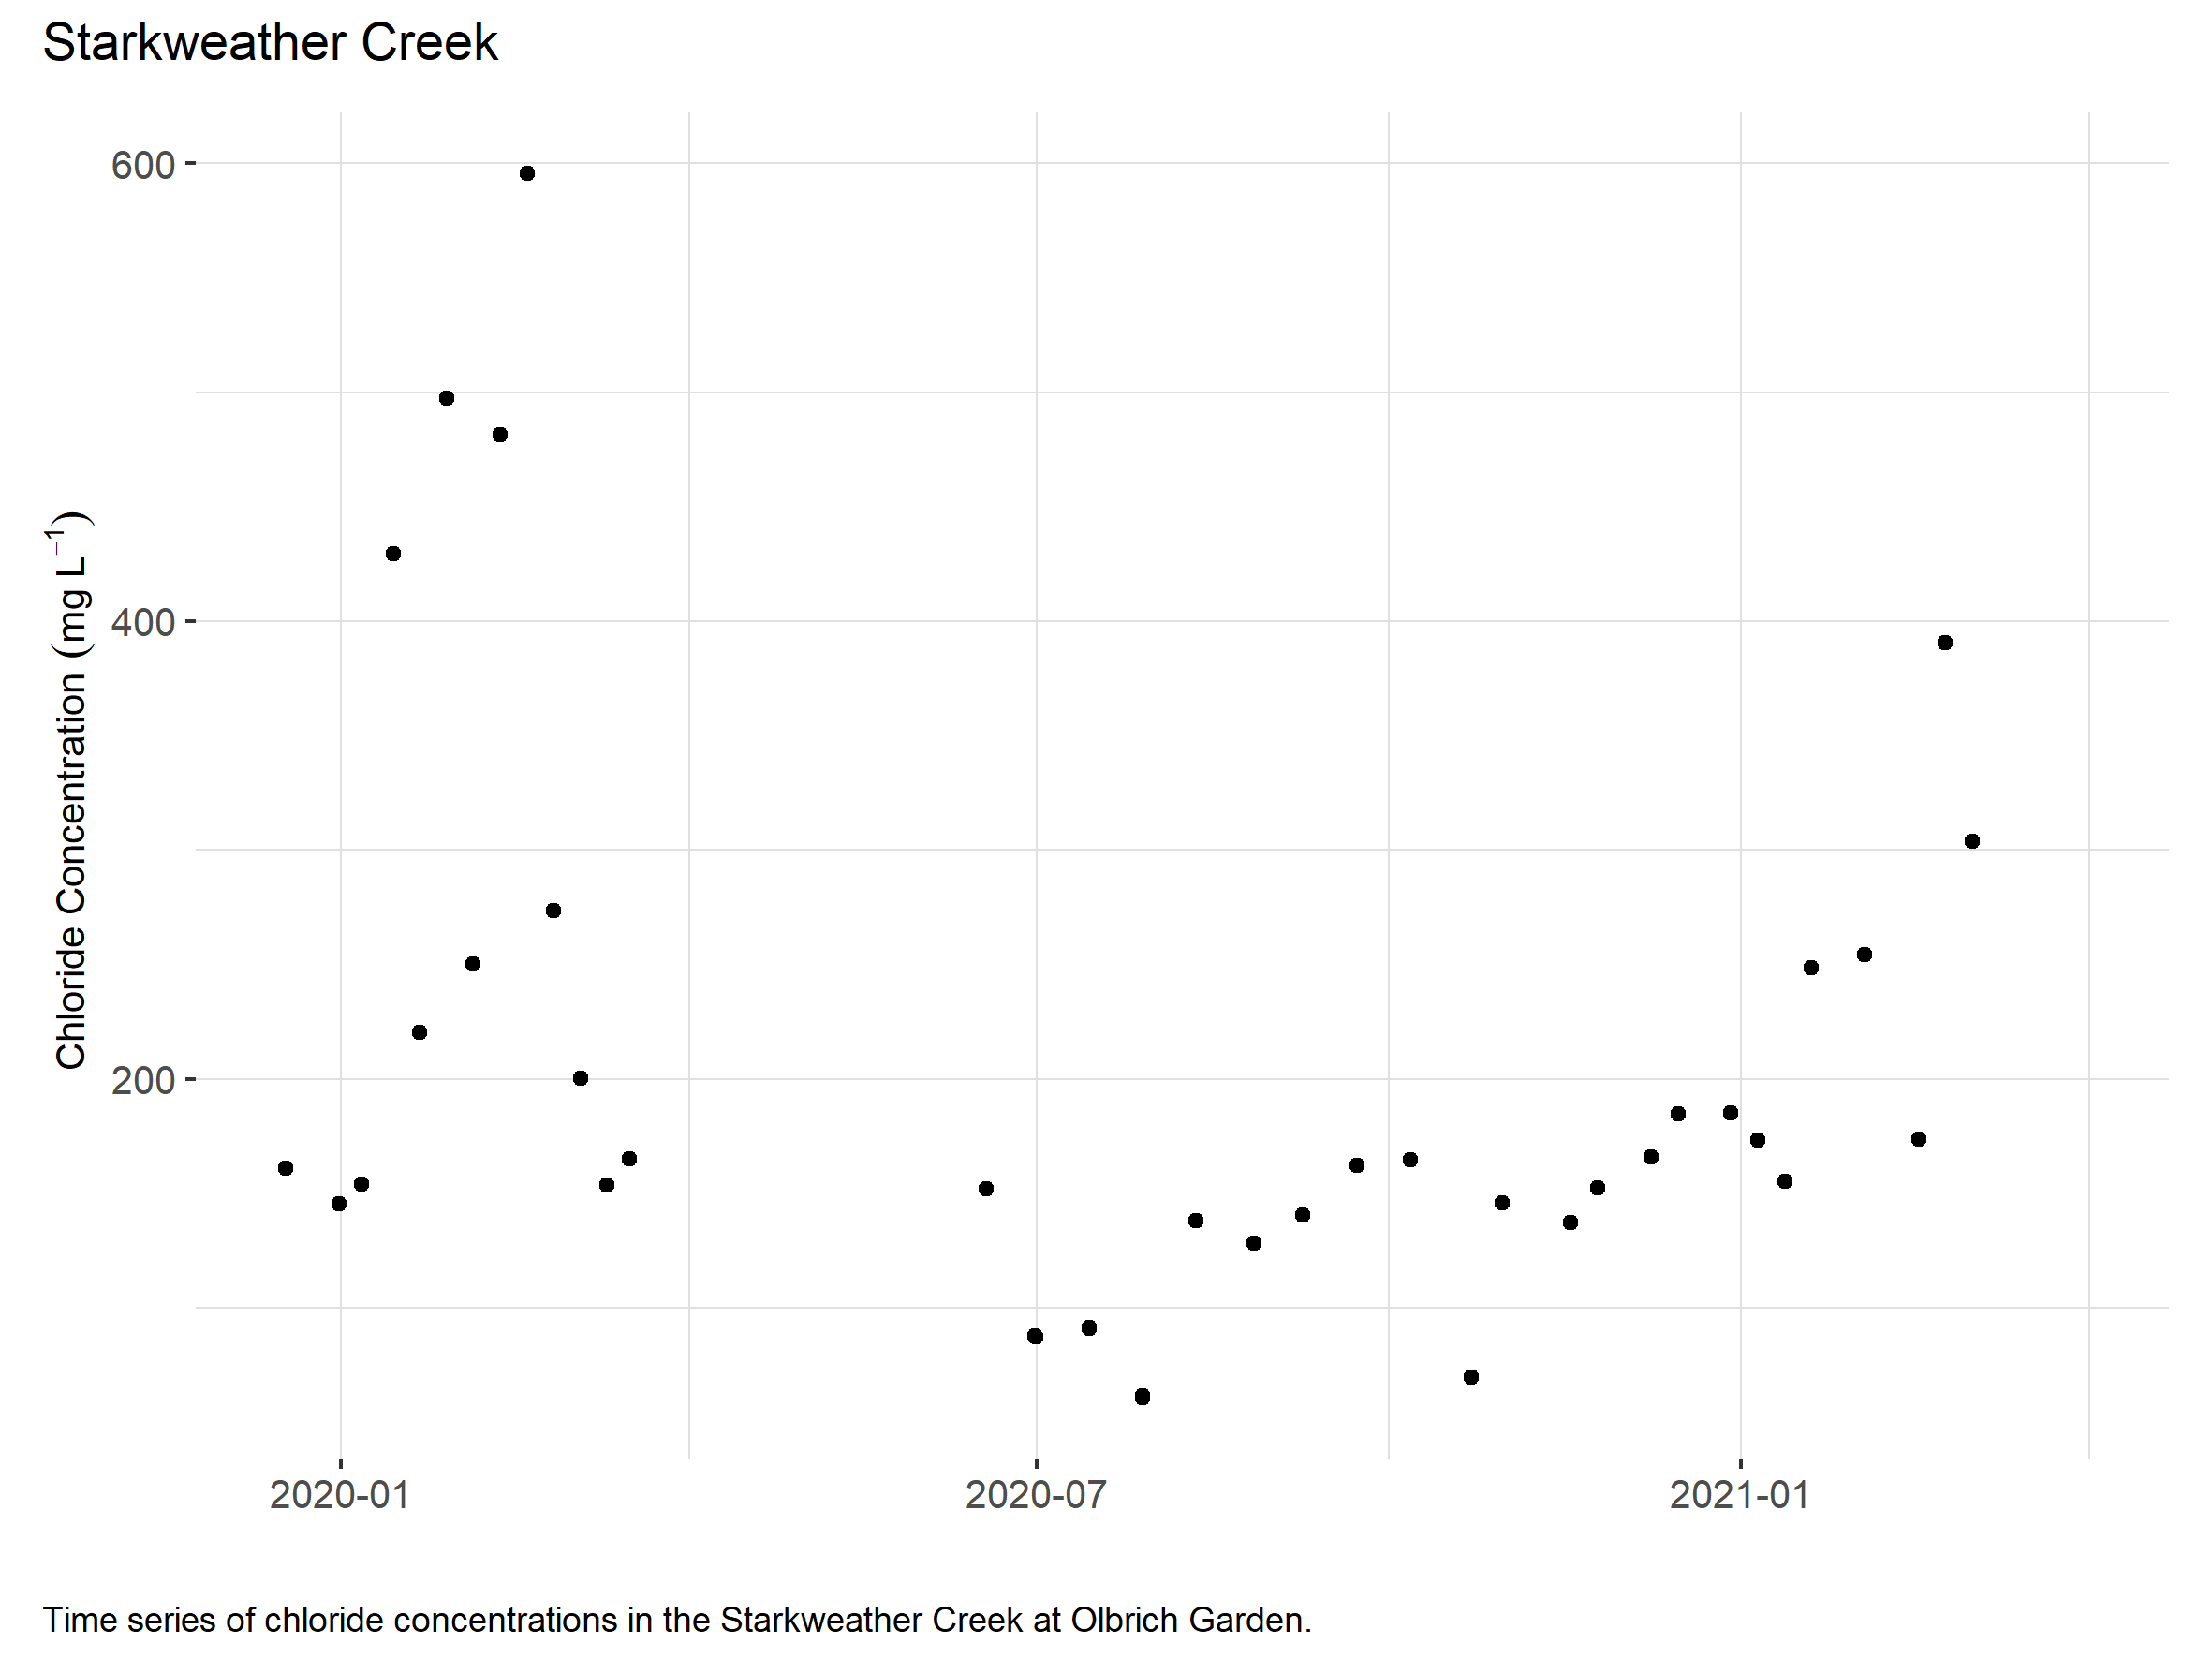 Starkweather Creek
600
400
200
Chloride Concentration (mg L⁻¹)
2020-01 2020-07 2021-01
Time series of chloride concentrations in the Starkweather Creek at Olbrich Garden.